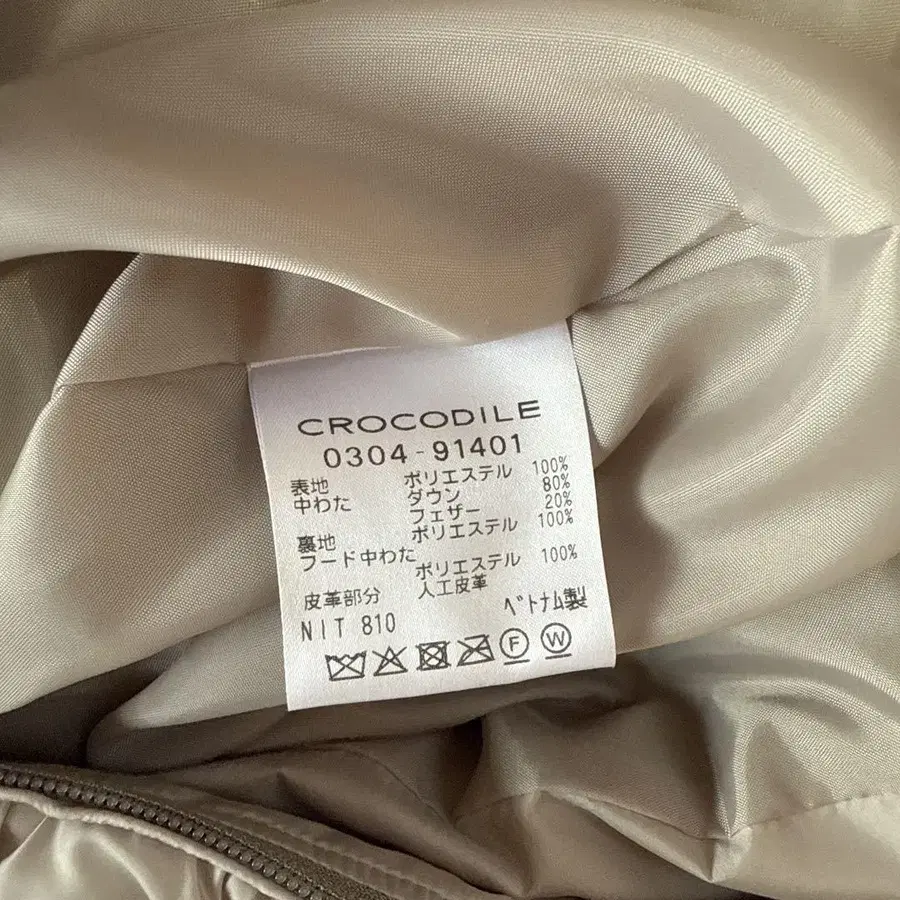 CROCODILE
0304-91401
表地 ポリエステル 100%
中わた ダウン 80%
フェザー 20%
裏地 ポリエステル 100%
フード中わた ポリエステル 100%
皮革部分 人工皮革
NIT 810 ベトナム製
F W